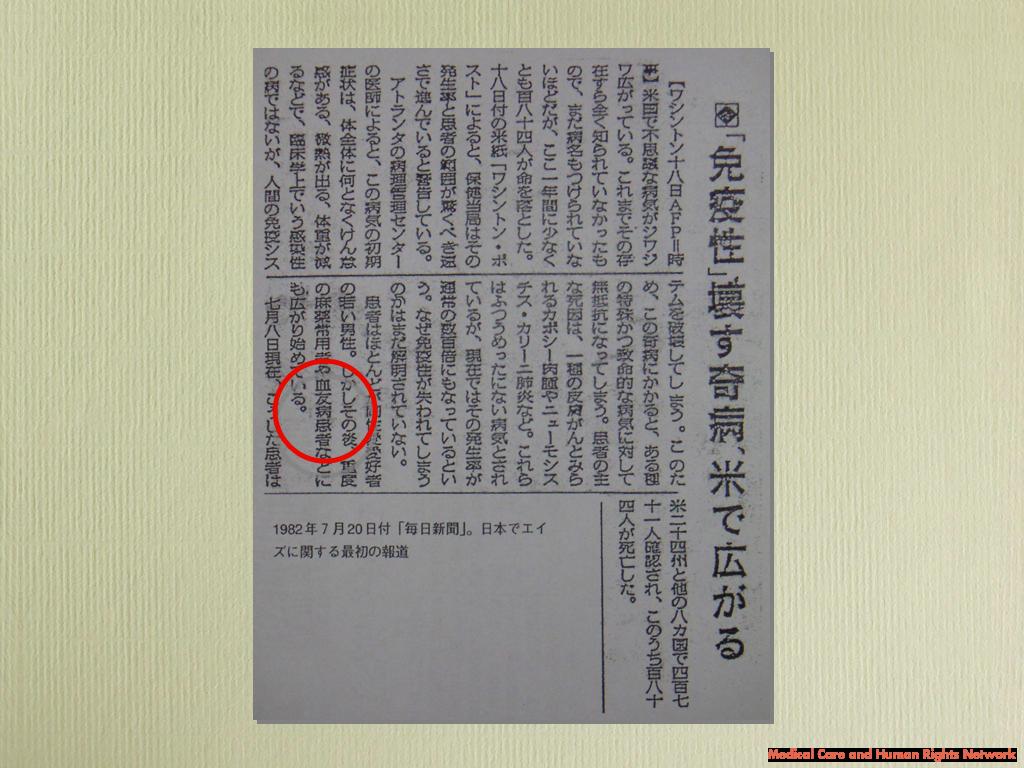 「免疫性」壊す奇病、米で広がる
【ワシントン十八日AFP＝時
事】米国で不思議な病気がジワジ
ワ広がっている。これまでその存
在すら全く知られていなかったも
ので、まだ病名もつけられていな
いほどだが、ここ一年間に少なく
とも百八十四人が命を落とした。
十八日付の米紙「ワシントン・ポ
スト」によると、保健当局はその
発生率と患者の範囲が驚くべき速
さで進んでいると警告している。
アトランタの病理管理センター
の医師によると、この病気の初期
症状は、体全体に何となくけん怠
感がある、微熱が出る、体重が減
るなどで、臨床学上でいう感染性
の病ではないが、人間の免疫シス
テムを破壊してしまう。このた
め、この奇病にかかると、ある種
の特殊かつ致命的な病気に対して
無抵抗になってしまう。患者の主
な死因は、一種の皮膚がんとみら
れるカポシー肉腫やニューモシス
チス・カリーニ肺炎など。これら
はふつうめったにない病気とされ
ているが、現在ではその発生率が
通常の数百倍にもなっているとい
う。なぜ免疫性が失われてしまう
のかはまだ解明されていない。
患者はほとんどが同性愛愛好者
の若い男性。しかしその後、重度
の麻薬常用者や血友病患者などに
も広がり始めている。
七月八日現在、こうした患者は
米二十四州と他の八カ国で四百七
十一人確認され、このうち百八十
四人が死亡した。
1982年7月20日付「毎日新聞」。日本でエイ
ズに関する最初の報道
Medical Care and Human Rights Network